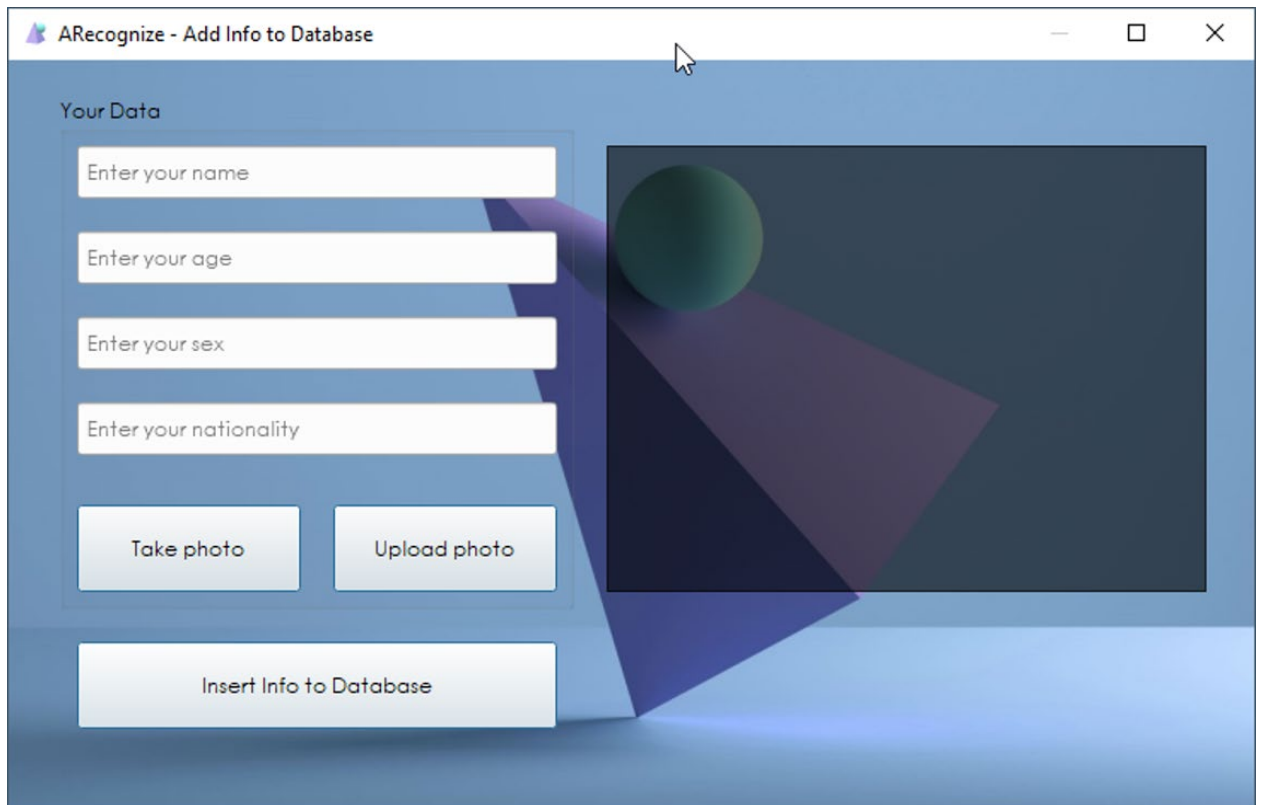 ARecognize - Add Info to Database
Your Data
Enter your name
Enter your age
Enter your sex
Enter your nationality
Take photo
Upload photo
Insert Info to Database